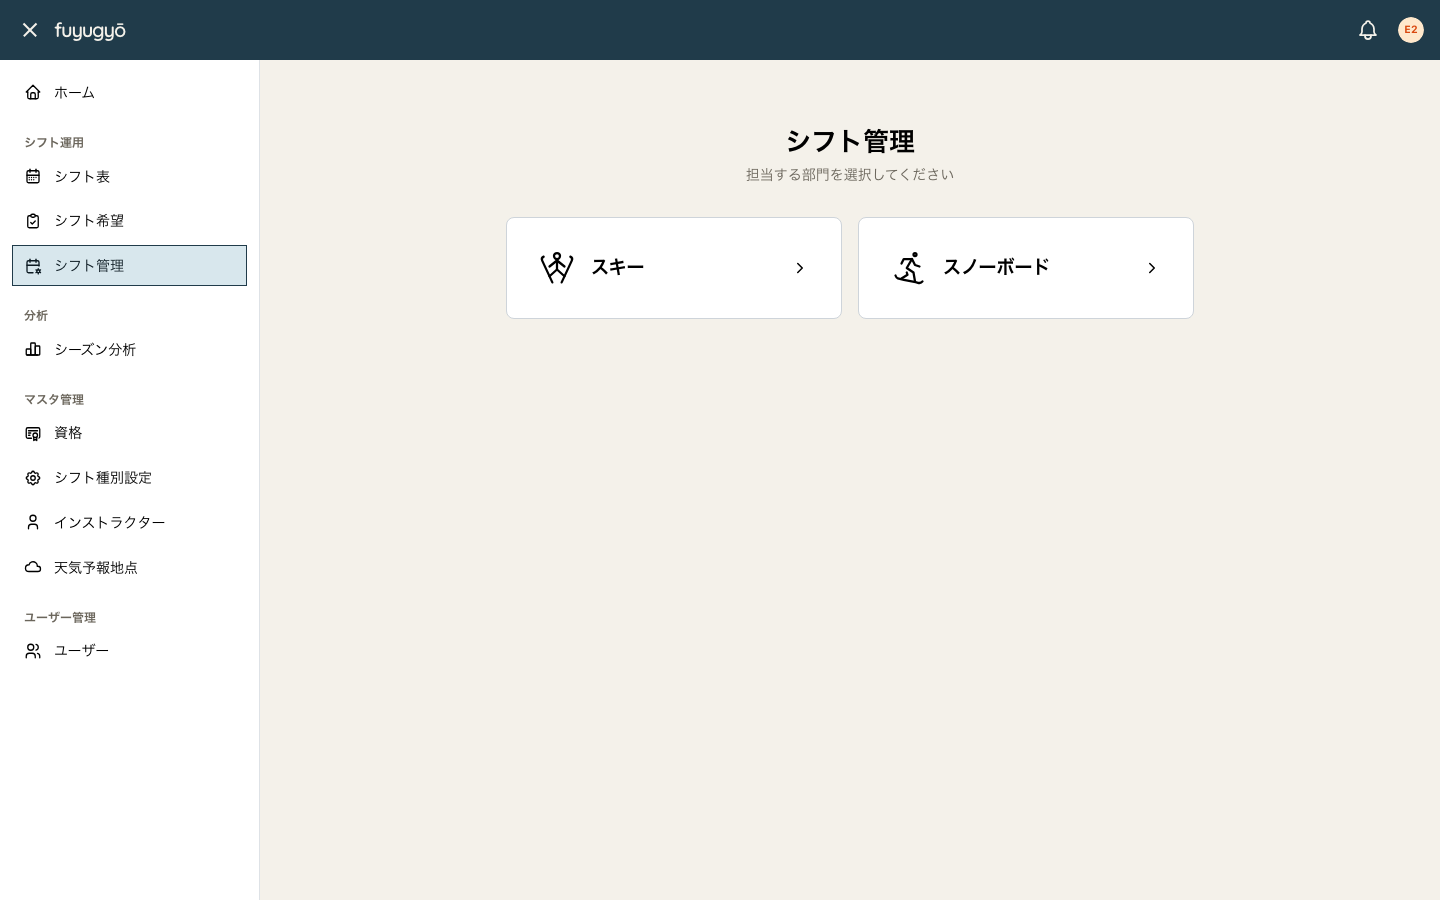 fuyugyō
E2
ホーム
シフト運用
シフト表
シフト希望
シフト管理
分析
シーズン分析
マスタ管理
資格
シフト種別設定
インストラクター
天気予報地点
ユーザー管理
ユーザー
シフト管理
担当する部門を選択してください
スキー
スノーボード